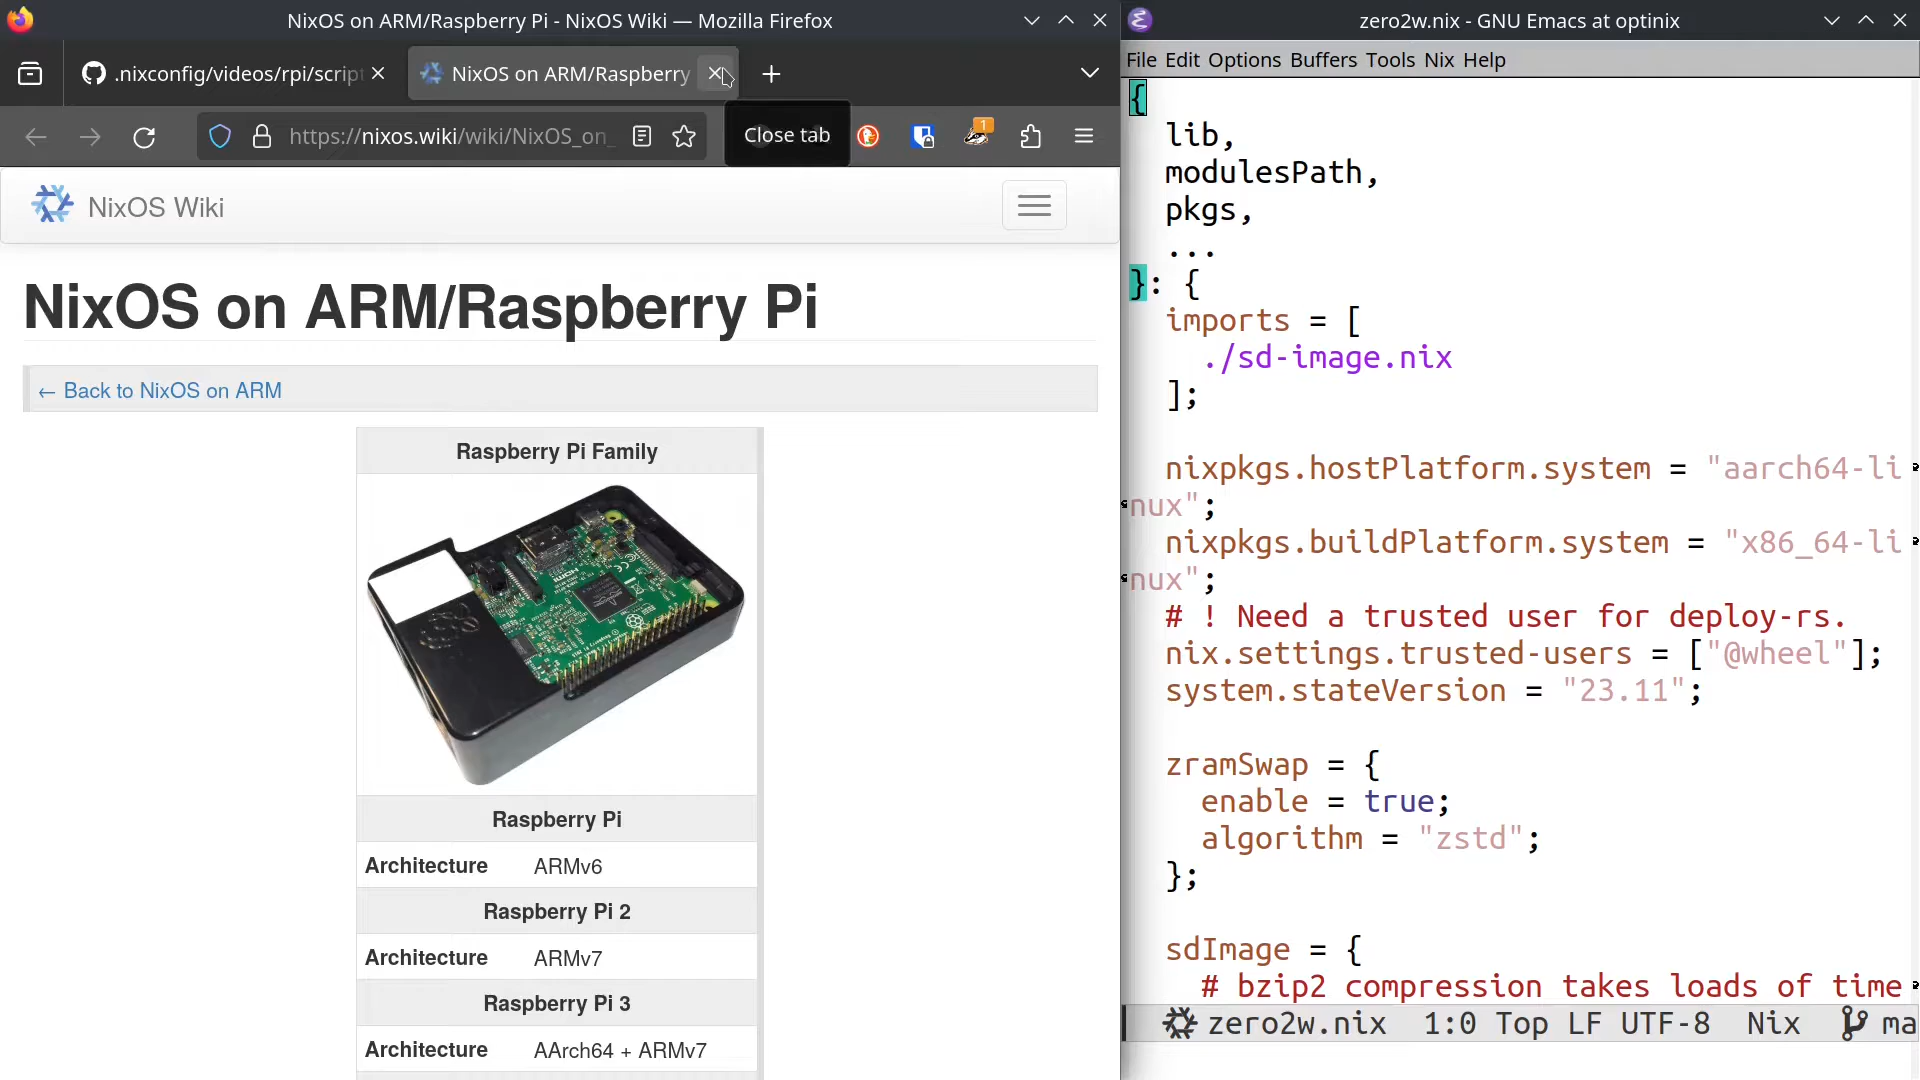 NixOS on ARM/Raspberry Pi - NixOS Wiki — Mozilla Firefox
.nixconfig/videos/rpi/script
NixOS on ARM/Raspberry
https://nixos.wiki/wiki/NixOS_on_
Close tab
1
NixOS Wiki
NixOS on ARM/Raspberry Pi
← Back to NixOS on ARM
Raspberry Pi Family
Raspberry Pi
Architecture ARMv6
Raspberry Pi 2
Architecture ARMv7
Raspberry Pi 3
Architecture AArch64 + ARMv7
zero2w.nix - GNU Emacs at optinix
File Edit Options Buffers Tools Nix Help
{
lib,
modulesPath,
pkgs,
...
}: {
imports = [
./sd-image.nix
];
nixpkgs.hostPlatform.system = "aarch64-li
nux";
nixpkgs.buildPlatform.system = "x86_64-li
nux";
# ! Need a trusted user for deploy-rs.
nix.settings.trusted-users = ["@wheel"];
system.stateVersion = "23.11";
zramSwap = {
enable = true;
algorithm = "zstd";
};
sdImage = {
# bzip2 compression takes loads of time
zero2w.nix 1:0 Top LF UTF-8 Nix ma